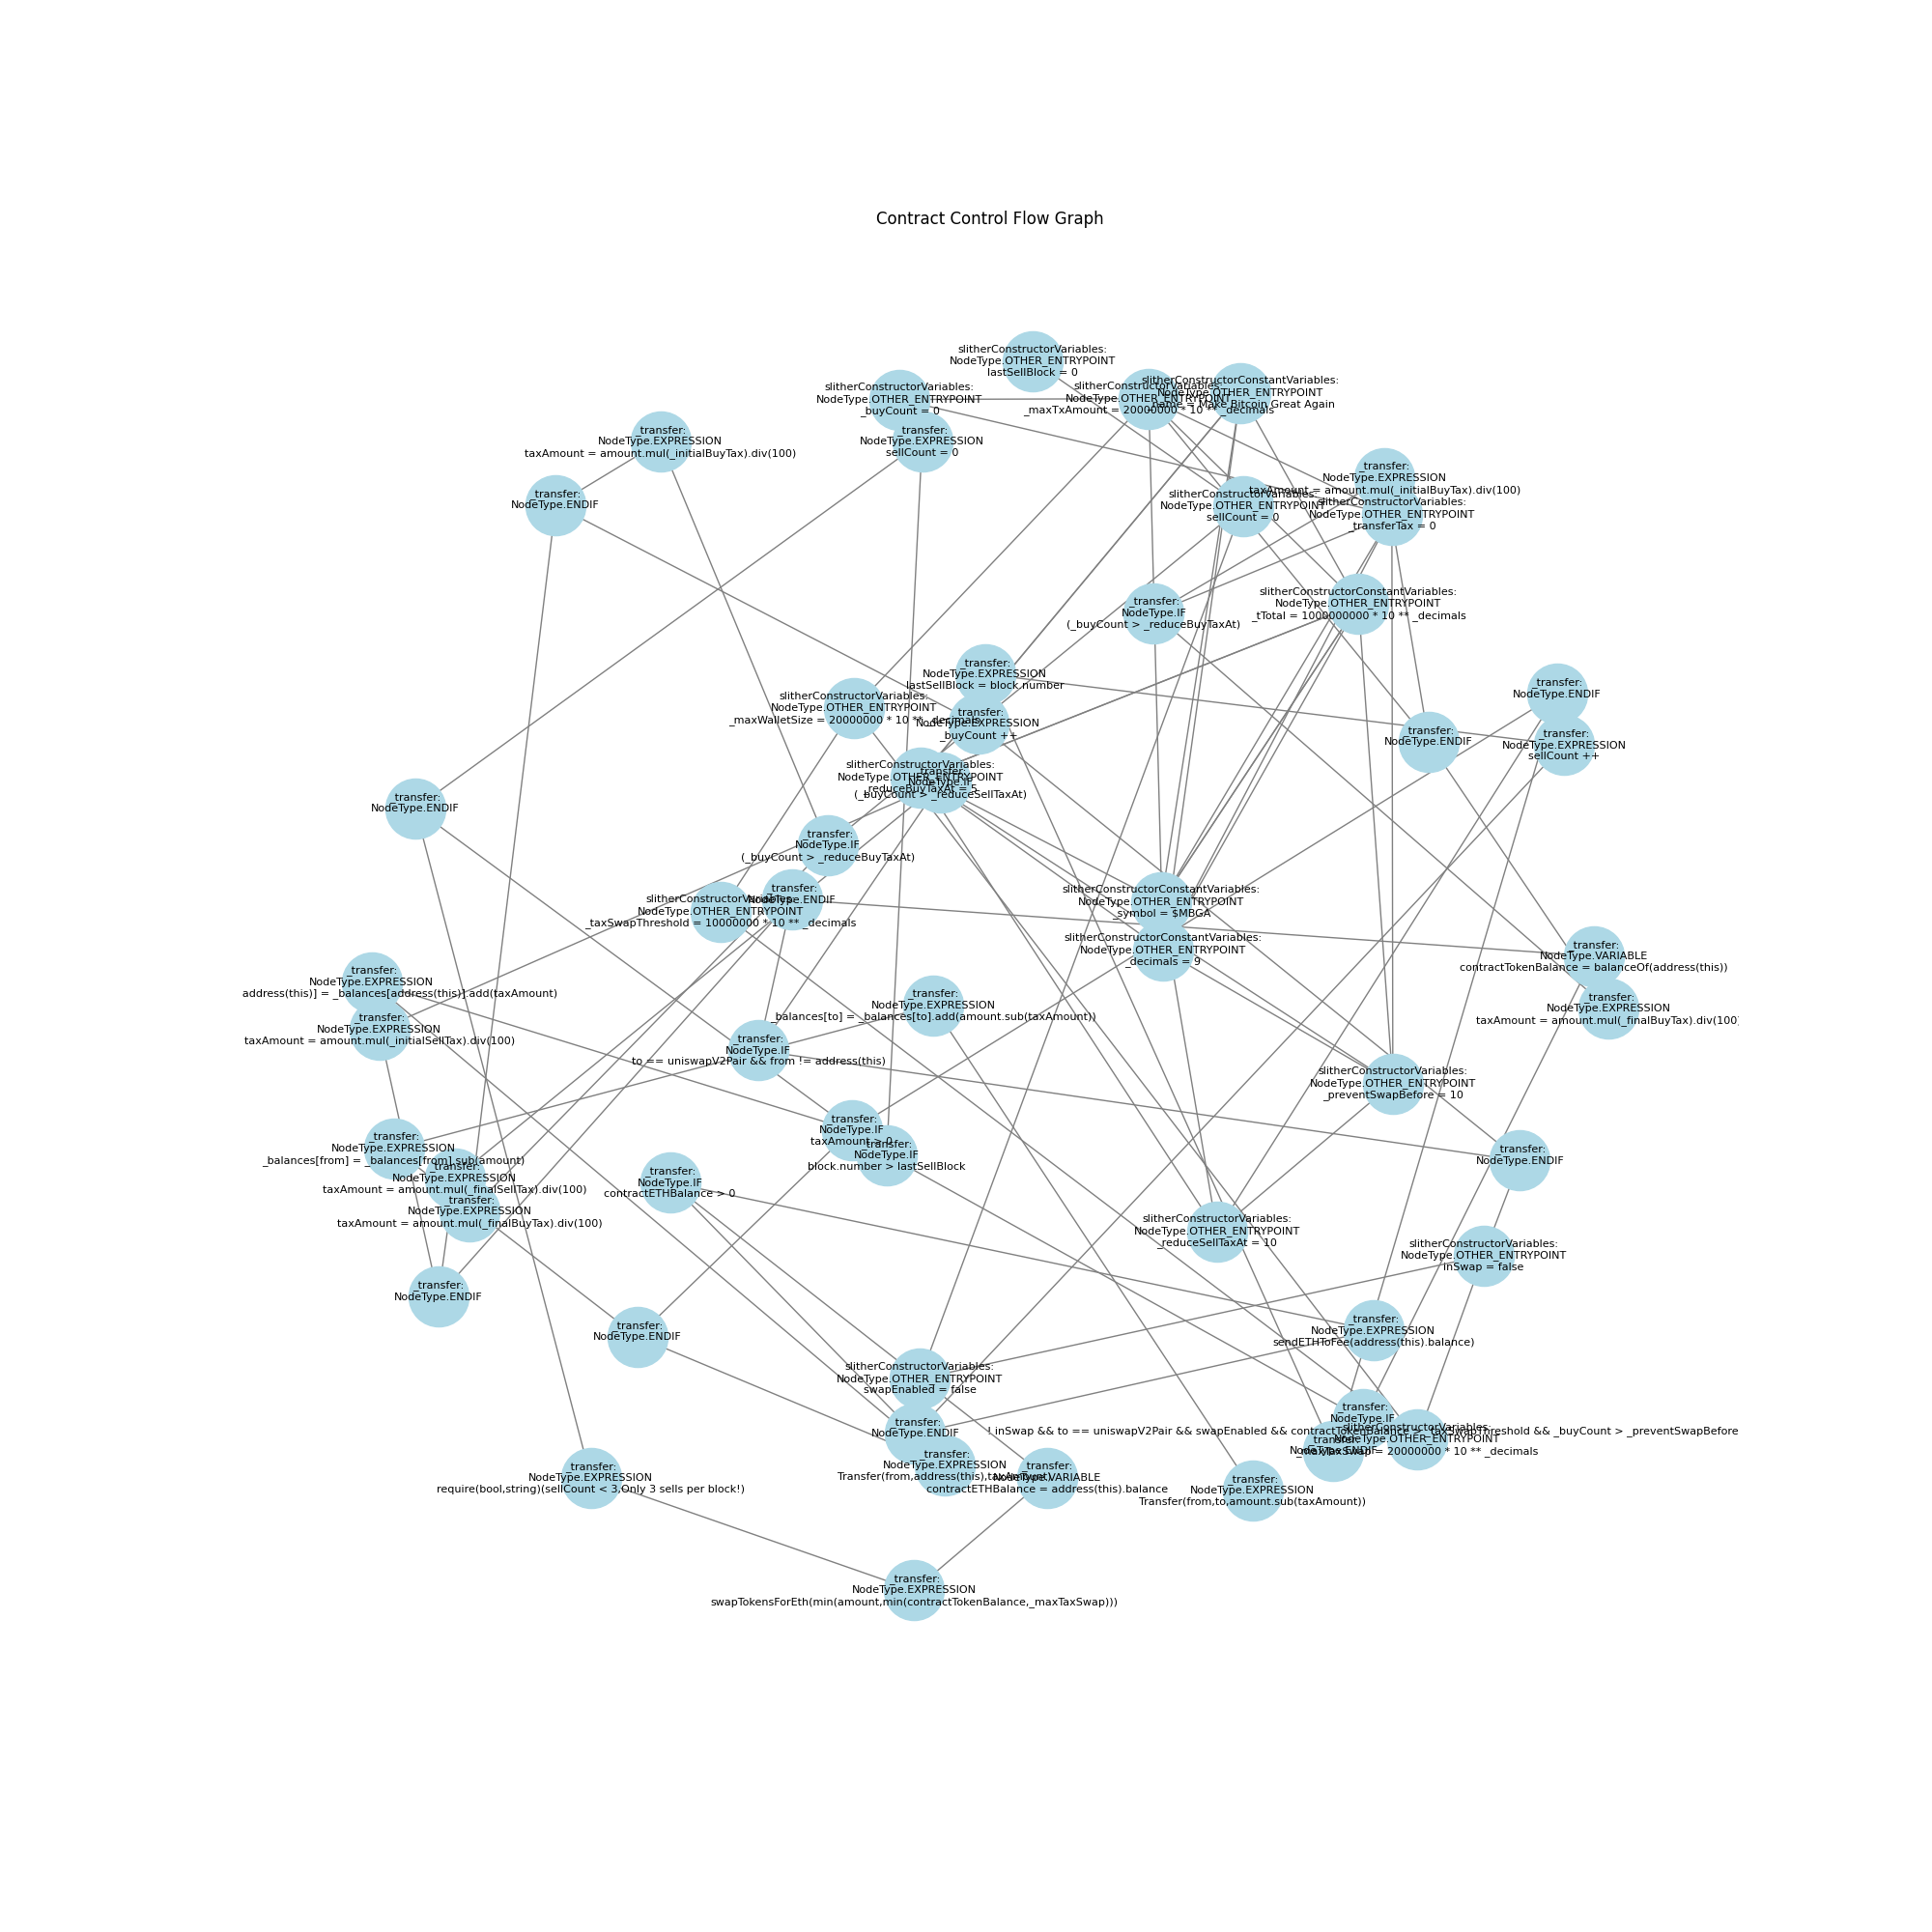 Contract Control Flow Graph
slitherConstructorVariables:
NodeType.OTHER_ENTRYPOINT
lastSellBlock = 0
slitherConstructorVariables:
NodeType.OTHER_ENTRYPOINT
_buyCount = 0
slitherConstructorVariables:
NodeType.OTHER_ENTRYPOINT
_maxTxAmount = 20000000 * 10 ** _decimals
slitherConstructorConstantVariables:
NodeType.OTHER_ENTRYPOINT
_name = Make Bitcoin Great Again
_transfer:
NodeType.EXPRESSION
taxAmount = amount.mul(_initialBuyTax).div(100)
_transfer:
NodeType.EXPRESSION
sellCount = 0
_transfer:
NodeType.ENDIF
_transfer:
NodeType.EXPRESSION
taxAmount = amount.mul(_initialBuyTax).div(100)
slitherConstructorVariables:
NodeType.OTHER_ENTRYPOINT
sellCount = 0
slitherConstructorVariables:
NodeType.OTHER_ENTRYPOINT
_transferTax = 0
_transfer:
NodeType.IF
(_buyCount > _reduceBuyTaxAt)
slitherConstructorConstantVariables:
NodeType.OTHER_ENTRYPOINT
_tTotal = 1000000000 * 10 ** _decimals
_transfer:
NodeType.EXPRESSION
lastSellBlock = block.number
slitherConstructorVariables:
NodeType.OTHER_ENTRYPOINT
_maxWalletSize = 20000000 * 10 ** _decimals
_transfer:
NodeType.EXPRESSION
_buyCount ++
_transfer:
NodeType.ENDIF
_transfer:
NodeType.ENDIF
_transfer:
NodeType.EXPRESSION
sellCount ++
slitherConstructorVariables:
NodeType.OTHER_ENTRYPOINT
_reduceBuyTaxAt = 5
_transfer:
NodeType.IF
(_buyCount > _reduceSellTaxAt)
_transfer:
NodeType.ENDIF
_transfer:
NodeType.IF
(_buyCount > _reduceBuyTaxAt)
_transfer:
NodeType.ENDIF
slitherConstructorVariables:
NodeType.OTHER_ENTRYPOINT
_taxSwapThreshold = 10000000 * 10 ** _decimals
slitherConstructorConstantVariables:
NodeType.OTHER_ENTRYPOINT
_symbol = $MBGA
slitherConstructorConstantVariables:
NodeType.OTHER_ENTRYPOINT
_decimals = 9
_transfer:
NodeType.VARIABLE
contractTokenBalance = balanceOf(address(this))
_transfer:
NodeType.EXPRESSION
address(this)] = _balances[address(this)].add(taxAmount)
_transfer:
NodeType.EXPRESSION
taxAmount = amount.mul(_initialSellTax).div(100)
_transfer:
NodeType.EXPRESSION
_balances[to] = _balances[to].add(amount.sub(taxAmount))
_transfer:
NodeType.EXPRESSION
taxAmount = amount.mul(_finalBuyTax).div(100)
_transfer:
NodeType.IF
to == uniswapV2Pair && from != address(this)
slitherConstructorVariables:
NodeType.OTHER_ENTRYPOINT
_preventSwapBefore = 10
_transfer:
NodeType.IF
taxAmount > 0
_transfer:
NodeType.IF
block.number > lastSellBlock
_transfer:
NodeType.EXPRESSION
_balances[from] = _balances[from].sub(amount)
_transfer:
NodeType.EXPRESSION
taxAmount = amount.mul(_finalSellTax).div(100)
_transfer:
NodeType.EXPRESSION
taxAmount = amount.mul(_finalBuyTax).div(100)
_transfer:
NodeType.IF
contractETHBalance > 0
_transfer:
NodeType.ENDIF
slitherConstructorVariables:
NodeType.OTHER_ENTRYPOINT
_reduceSellTaxAt = 10
slitherConstructorVariables:
NodeType.OTHER_ENTRYPOINT
inSwap = false
_transfer:
NodeType.ENDIF
_transfer:
NodeType.ENDIF
_transfer:
NodeType.EXPRESSION
sendETHToFee(address(this).balance)
slitherConstructorVariables:
NodeType.OTHER_ENTRYPOINT
swapEnabled = false
_transfer:
NodeType.ENDIF
_transfer:
NodeType.IF
! inSwap && to == uniswapV2Pair && swapEnabled && contractTokenBalance > _taxSwapThreshold && _buyCount > _preventSwapBefore
slitherConstructorVariables:
NodeType.OTHER_ENTRYPOINT
_maxTaxSwap = 20000000 * 10 ** _decimals
_transfer:
NodeType.ENDIF
_transfer:
NodeType.EXPRESSION
Transfer(from,address(this),taxAmount)
_transfer:
NodeType.VARIABLE
contractETHBalance = address(this).balance
_transfer:
NodeType.EXPRESSION
require(bool,string)(sellCount < 3,Only 3 sells per block!)
_transfer:
NodeType.EXPRESSION
Transfer(from,to,amount.sub(taxAmount))
_transfer:
NodeType.EXPRESSION
swapTokensForEth(min(amount,min(contractTokenBalance,_maxTaxSwap)))